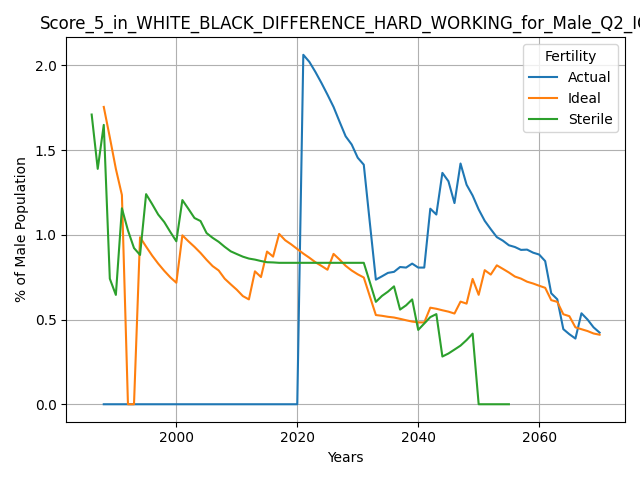 Score_5_in_WHITE_BLACK_DIFFERENCE_HARD_WORKING_for_Male_Q2_I
Fertility
Actual
Ideal
Sterile
% of Male Population
2.0
1.5
1.0
0.5
0.0
2000
2020
2040
2060
Years